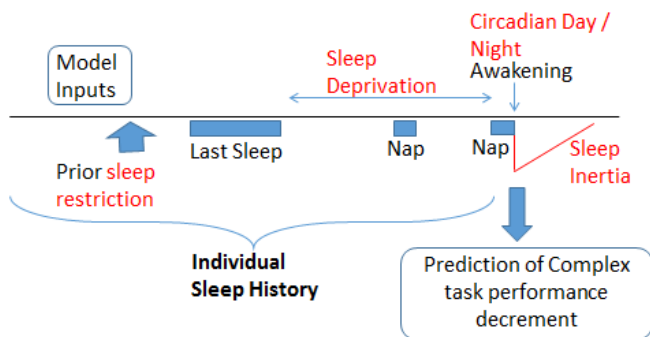 Model
Inputs
Sleep
Deprivation
Circadian Day /
Night
Awakening
Last Sleep
Nap
Nap
Sleep
Inertia
Prior sleep
restriction
Individual
Sleep History
Prediction of Complex
task performance
decrement